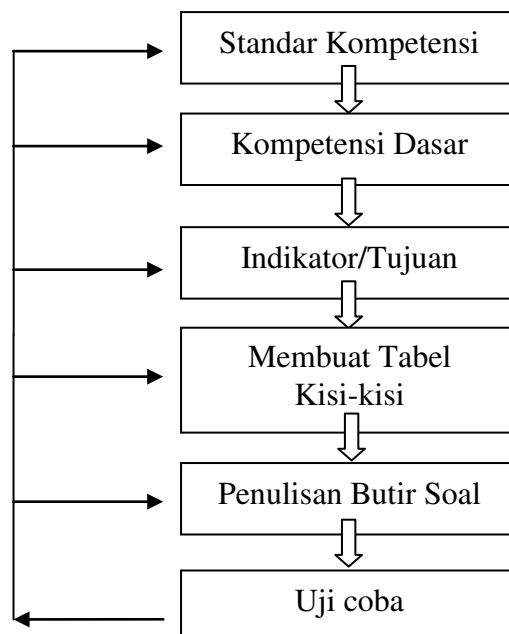 Standar Kompetensi
Kompetensi Dasar
Indikator/Tujuan
Membuat Tabel
Kisi-kisi
Penulisan Butir Soal
Uji coba